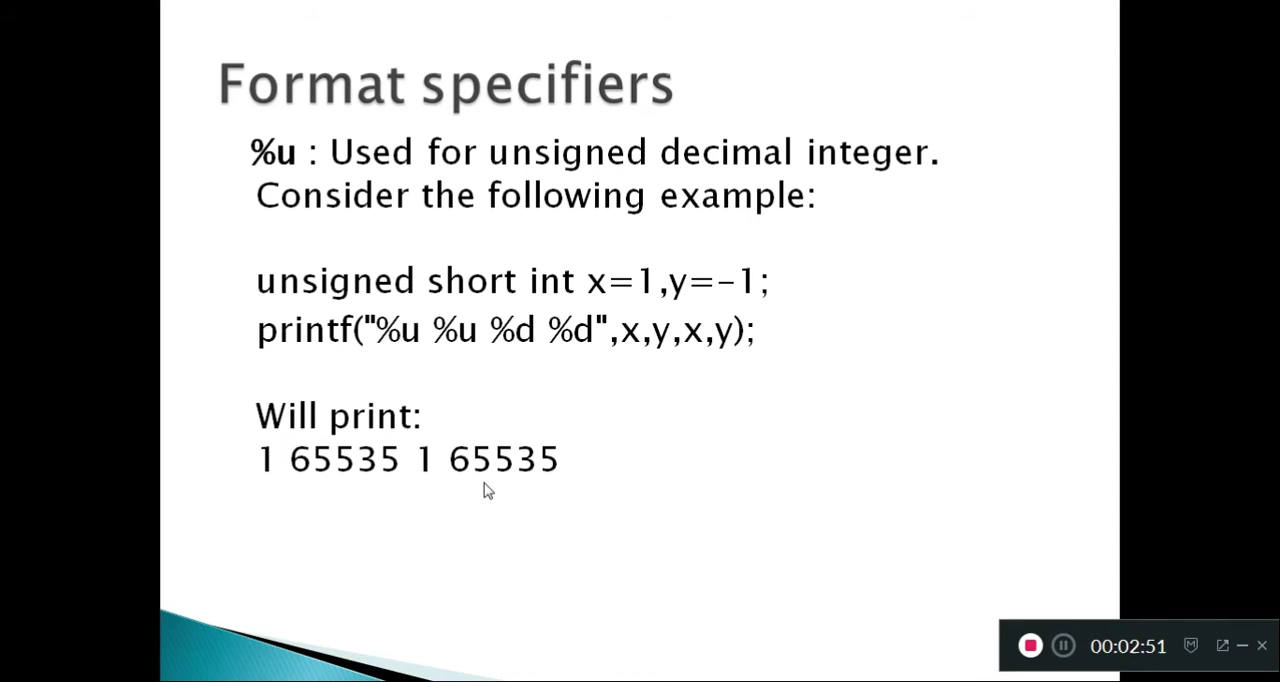 Format specifiers
%u : Used for unsigned decimal integer.
Consider the following example:
unsigned short int x=1,y=-1;
printf("%u %u %d %d",x,y,x,y);
Will print:
1 65535 1 65535
00:02:51